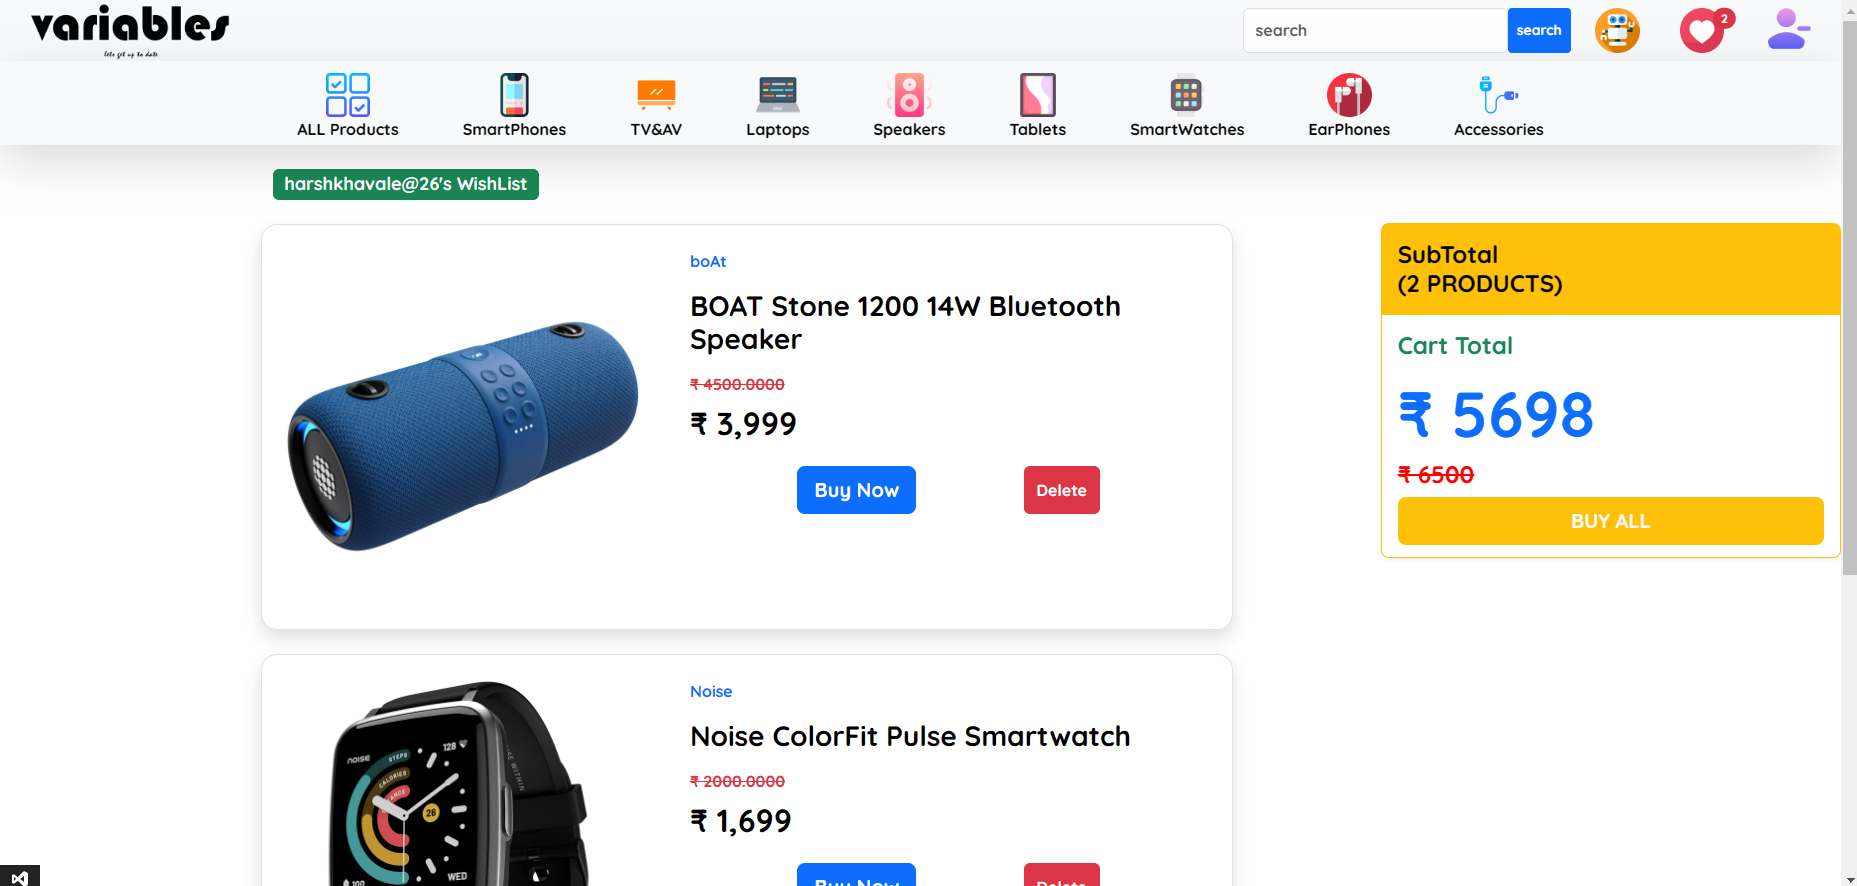 variables
lets get up to date
search
search
2
ALL Products
SmartPhones
TV&AV
Laptops
Speakers
Tablets
SmartWatches
EarPhones
Accessories
harshkhavale@26's WishList
boAt
BOAT Stone 1200 14W Bluetooth
Speaker
₹ 4500.0000
₹ 3,999
Buy Now
Delete
SubTotal
(2 PRODUCTS)
Cart Total
₹ 5698
₹ 6500
BUY ALL
noise
STEPS
CALORIES
128
26
WED
100
Noise
Noise ColorFit Pulse Smartwatch
₹ 2000.0000
₹ 1,699
Buy Now
Delete